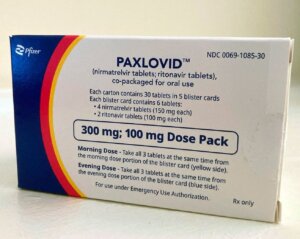 Pfizer
NDC 0069-1085-30
PAXLOVID™
(nirmatrelvir tablets; ritonavir tablets),
co-packaged for oral use
Each carton contains 30 tablets in 5 blister cards
Each blister card contains 6 tablets:
• 4 nirmatrelvir tablets (150 mg each)
• 2 ritonavir tablets (100 mg each)
300 mg; 100 mg Dose Pack
Morning Dose - Take all 3 tablets at the same time from
the morning dose portion of the blister card (yellow side).
Evening Dose - Take all 3 tablets at the same time from
the evening dose portion of the blister card (blue side).
For use under Emergency Use Authorization.
Rx only